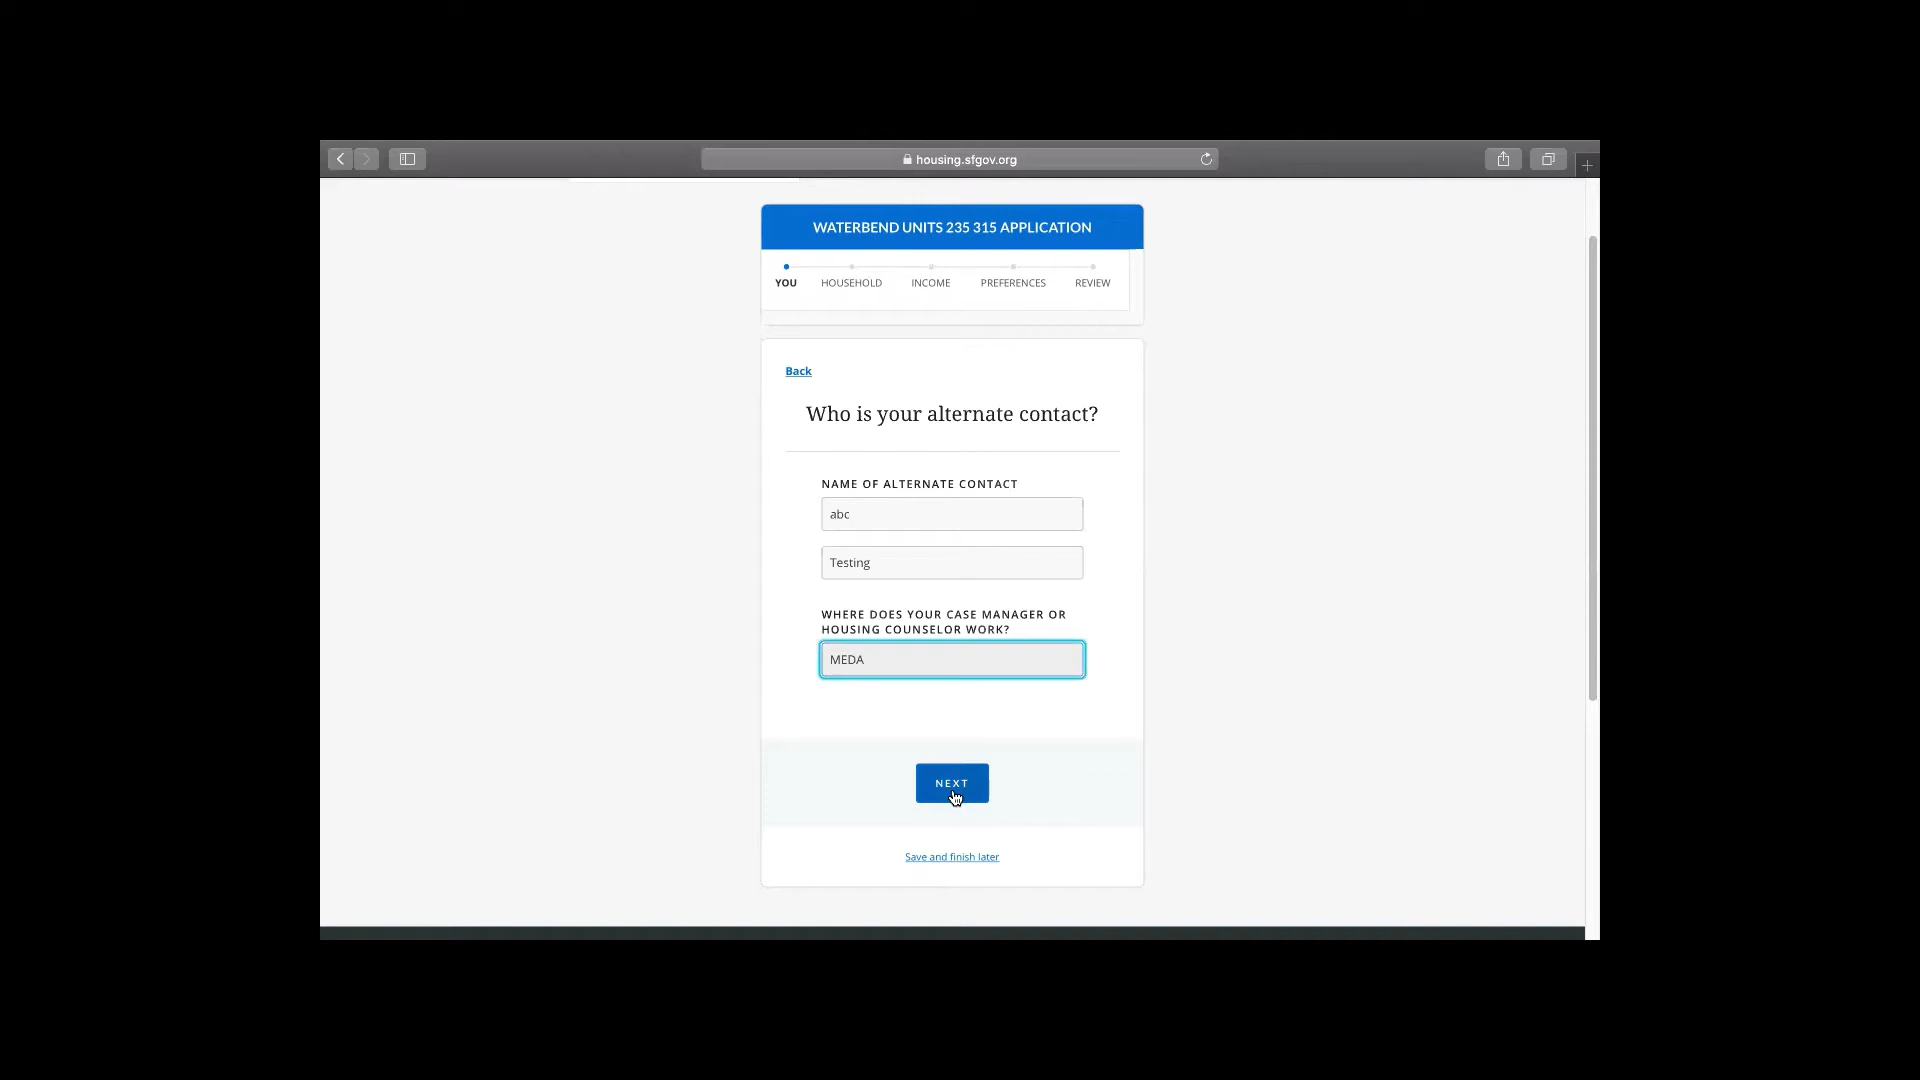 housing.sfgov.org
WATERBEND UNITS 235 315 APPLICATION
YOU HOUSEHOLD INCOME PREFERENCES REVIEW
Back
Who is your alternate contact?
NAME OF ALTERNATE CONTACT
abc
Testing
WHERE DOES YOUR CASE MANAGER OR
HOUSING COUNSELOR WORK?
MEDA
NEXT
Save and finish later